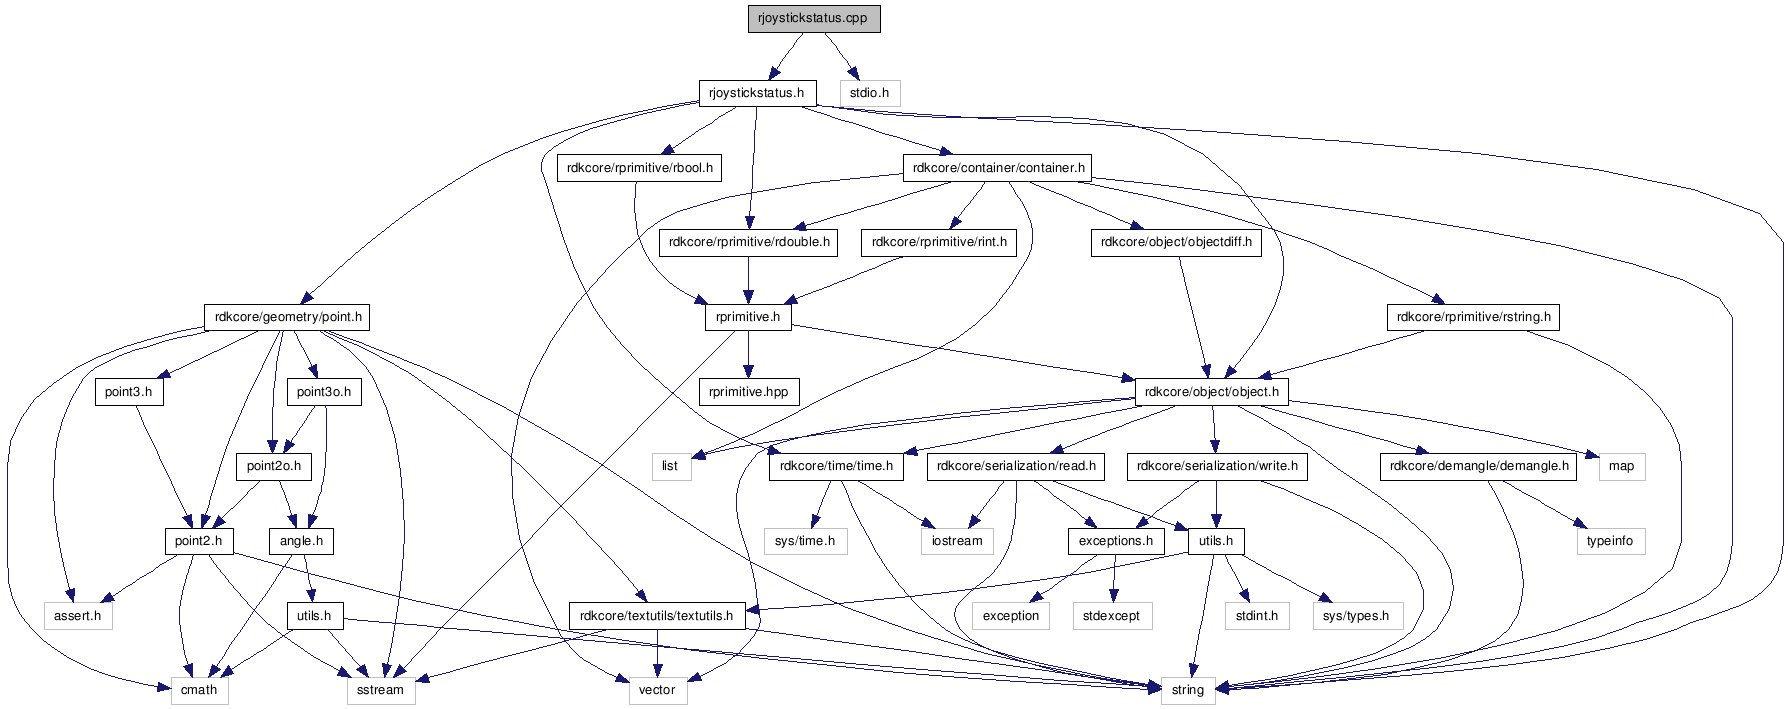 rjoystickstatus.cpp
rjoystickstatus.h
stdio.h
rdkcore/rprimitive/rbool.h
rdkcore/container/container.h
rdkcore/rprimitive/rdouble.h
rdkcore/rprimitive/rint.h
rdkcore/object/objectdiff.h
rdkcore/geometry/point.h
rprimitive.h
rdkcore/rprimitive/rstring.h
point3.h
point3o.h
rprimitive.hpp
rdkcore/object/object.h
point2o.h
list
rdkcore/time/time.h
rdkcore/serialization/read.h
rdkcore/serialization/write.h
rdkcore/demangle/demangle.h
map
point2.h
angle.h
sys/time.h
iostream
exceptions.h
utils.h
typeinfo
assert.h
utils.h
rdkcore/textutils/textutils.h
exception
stdexcept
stdint.h
sys/types.h
cmath
sstream
vector
string